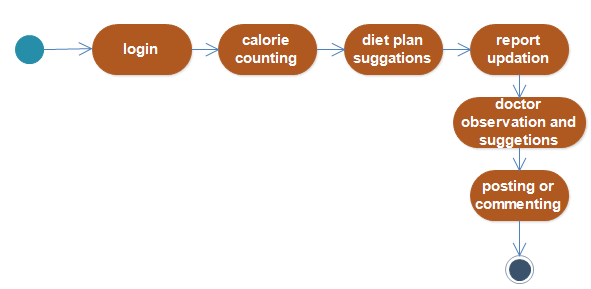 login
calorie
counting
diet plan
suggations
report
updation
doctor
observation and
suggetions
posting or
commenting